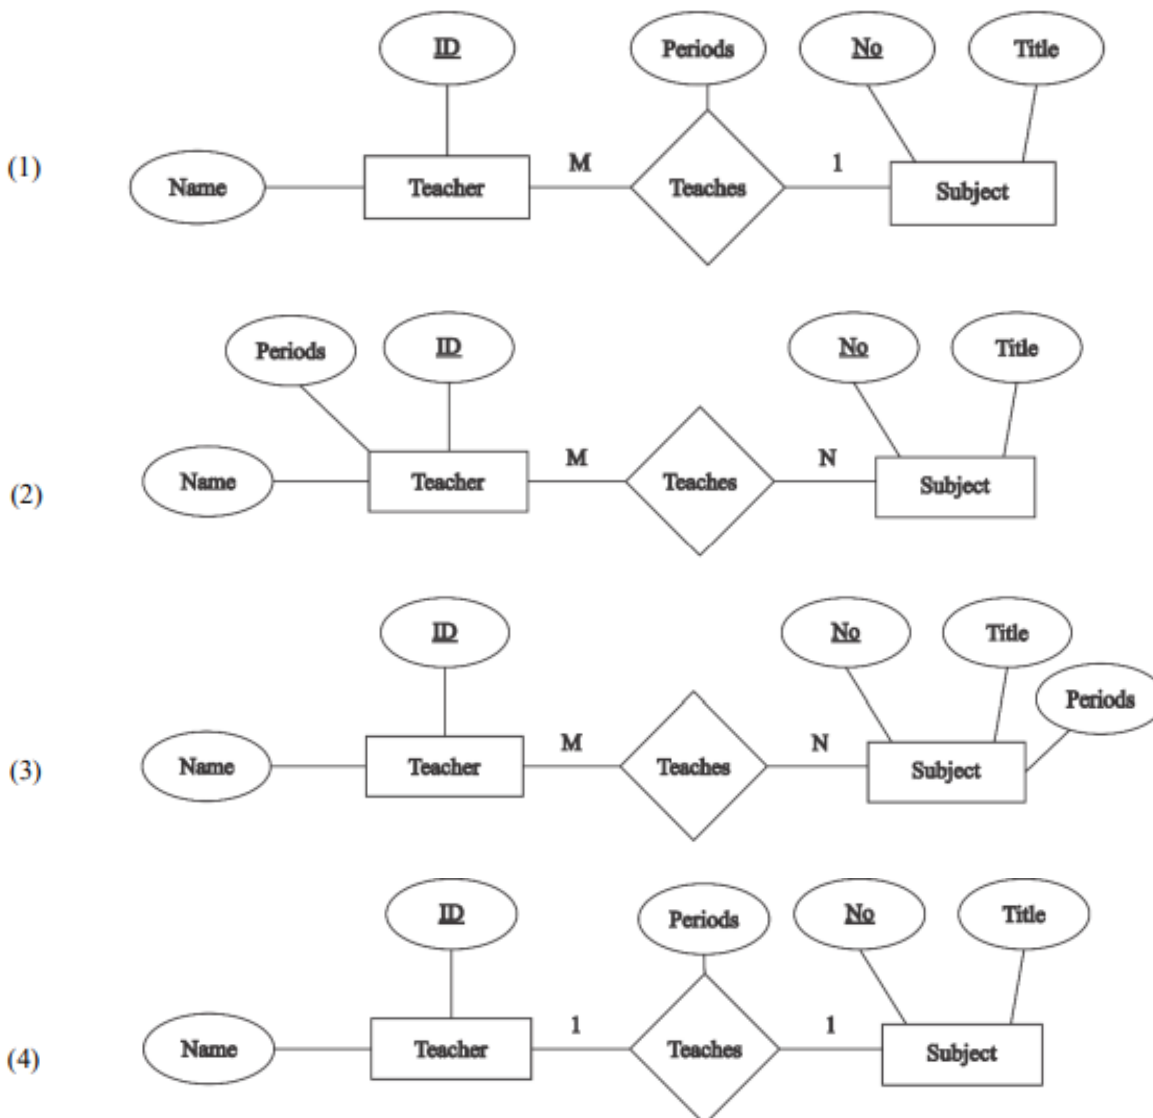 ID Periods No Title
(1) Name Teacher M Teaches 1 Subject
Periods ID No Title
(2) Name Teacher M Teaches N Subject
ID No Title
Periods
(3) Name Teacher M Teaches N Subject
ID Periods No Title
(4) Name Teacher 1 Teaches 1 Subject